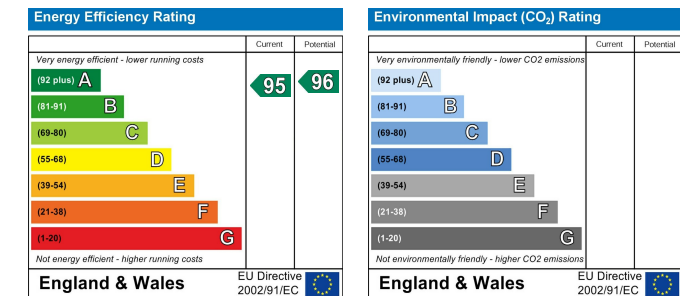 Energy Efficiency Rating
Current Potential
Very energy efficient - lower running costs
(92 plus) A
95 96
(81-91) B
(69-80) C
(55-68) D
(39-54) E
(21-38) F
(1-20) G
Not energy efficient - higher running costs
England & Wales
EU Directive
2002/91/EC
Environmental Impact (CO₂) Rating
Current Potential
Very environmentally friendly - lower CO2 emissions
(92 plus) A
(81-91) B
(69-80) C
(55-68) D
(39-54) E
(21-38) F
(1-20) G
Not environmentally friendly - higher CO2 emissions
England & Wales
EU Directive
2002/91/EC